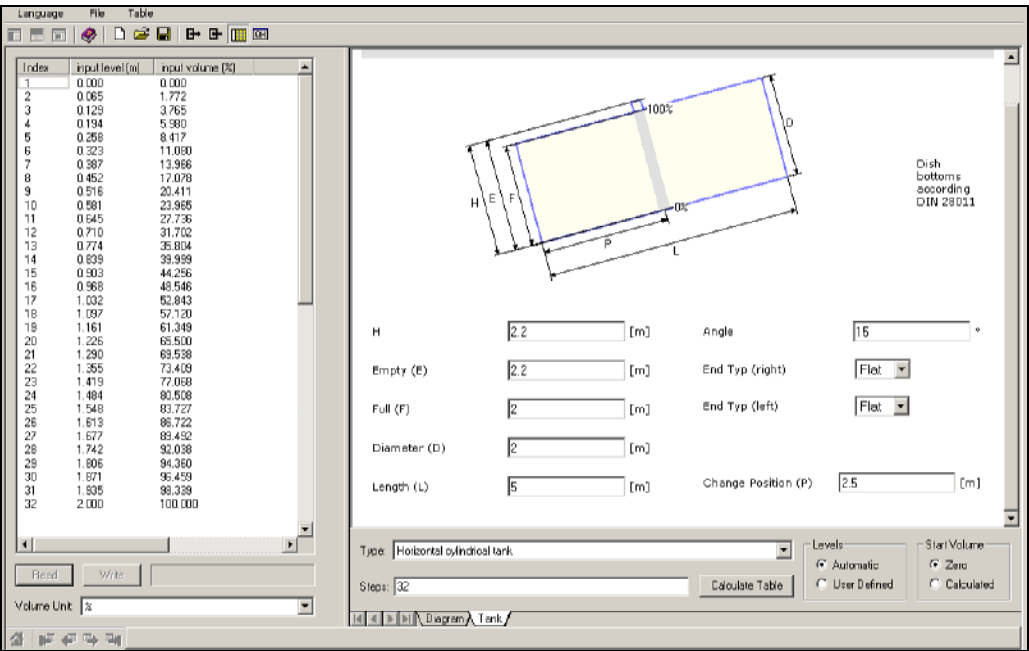 Language File Table
Index input level [m] input volume [%]
1 0.000 0.000
2 0.065 1.772
3 0.129 3.765
4 0.194 5.980
5 0.258 8.417
6 0.323 11.080
7 0.387 13.966
8 0.452 17.078
9 0.516 20.411
10 0.581 23.965
11 0.645 27.736
12 0.710 31.702
13 0.774 35.804
14 0.839 39.999
15 0.903 44.256
16 0.968 48.546
17 1.032 52.843
18 1.097 57.120
19 1.161 61.349
20 1.226 65.500
21 1.290 69.538
22 1.355 73.409
23 1.419 77.068
24 1.484 80.508
25 1.548 83.727
26 1.613 86.722
27 1.677 89.492
28 1.742 92.038
29 1.806 94.360
30 1.871 96.459
31 1.935 98.339
32 2.000 100.000
Read Write
Volume Unit: %
100%
D
H E F
0%
P
L
Dish
bottoms
according
DIN 28011
H 2.2 [m] Angle 15 °
Empty (E) 2.2 [m] End Typ (right) Flat
Full (F) 2 [m] End Typ (left) Flat
Diameter (D) 2 [m]
Length (L) 5 [m] Change Position (P) 2.5 [m]
Type: Horizontal cylindrical tank
Steps: 32 Calculate Table
Levels
Automatic
User Defined
Start Volume
Zero
Calculated
Diagram Tank